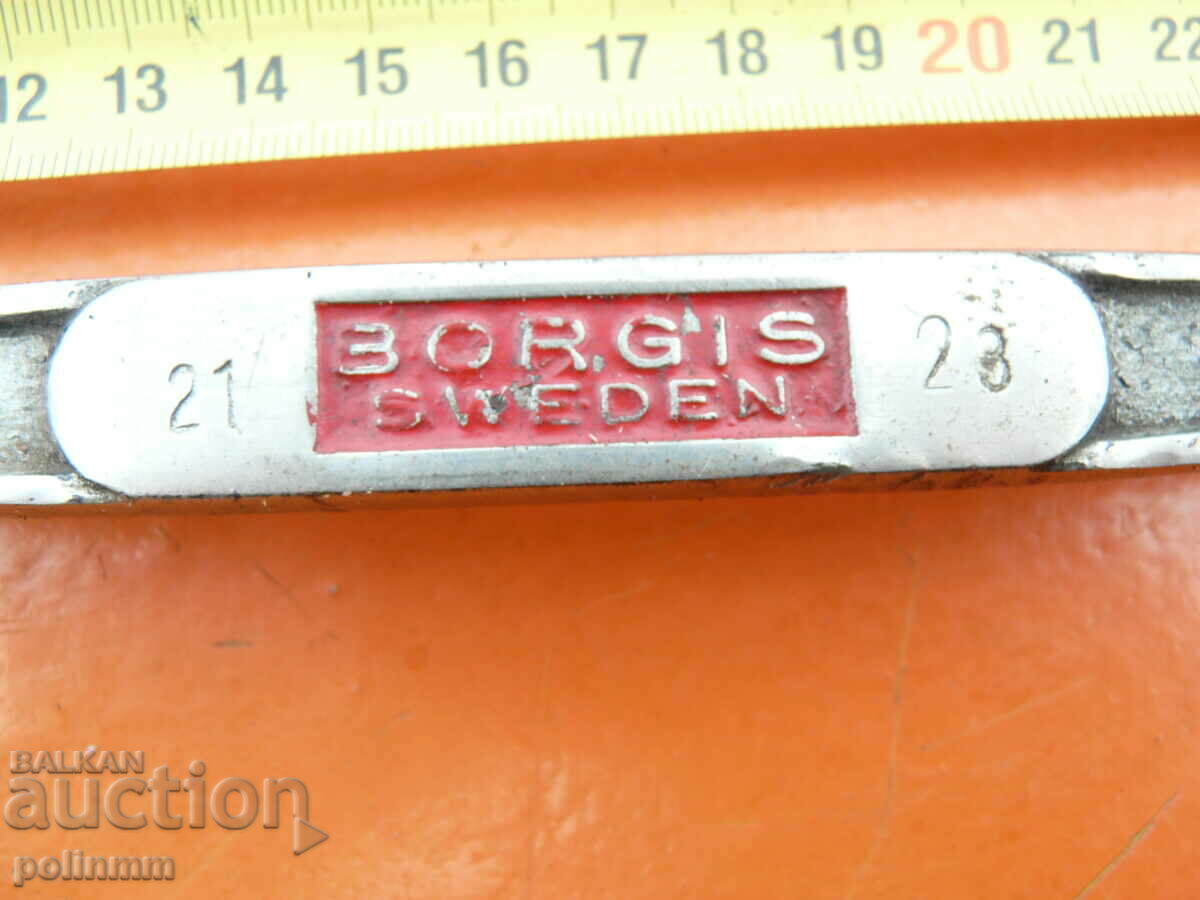 12 13 14 15 16 17 18 19 20 21 22
BORGIS
SWEDEN
21
23
BALKAN
auction
polinmm